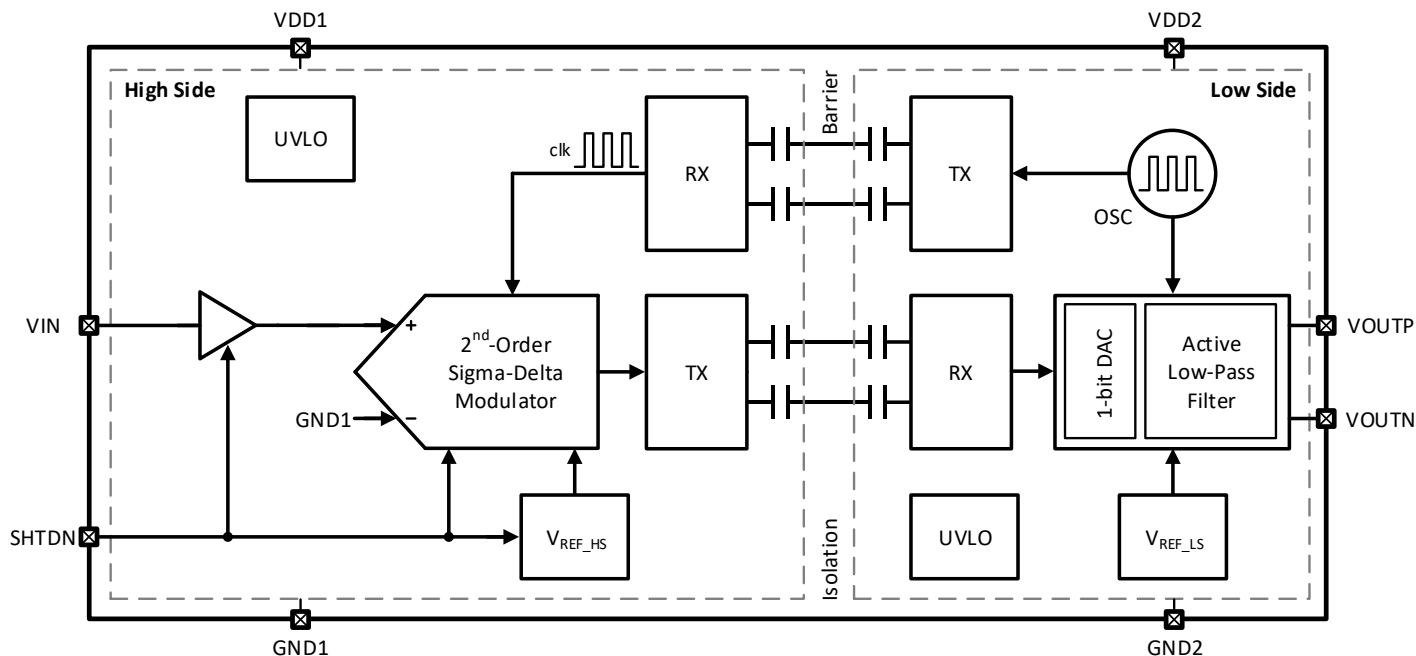 VDD1
VDD2
High Side
Low Side
UVLO
clk
RX
Barrier
TX
OSC
VIN
+
2nd-Order
Sigma-Delta
Modulator
GND1
−
TX
RX
1-bit DAC
Active
Low-Pass
Filter
VOUTP
VOUTN
SHTDN
VREF_HS
Isolation
UVLO
VREF_LS
GND1
GND2